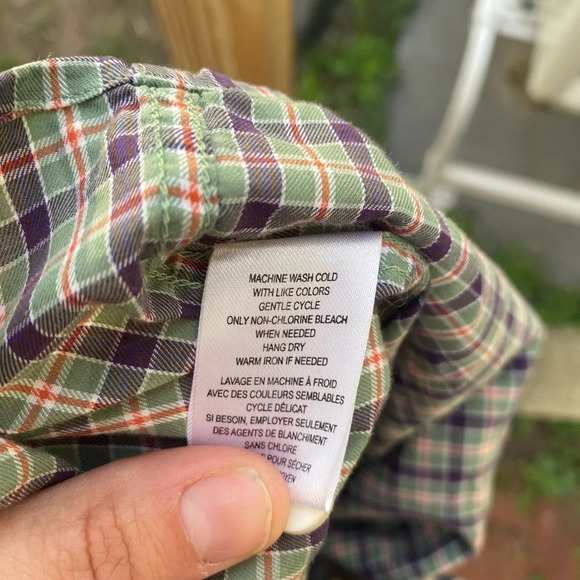 MACHINE WASH COLD
WITH LIKE COLORS
GENTLE CYCLE
ONLY NON-CHLORINE BLEACH
WHEN NEEDED
HANG DRY
WARM IRON IF NEEDED
LAVAGE EN MACHINE À FROID
AVEC DES COULEURS SEMBLABLES
CYCLE DÉLICAT
SI BESOIN, EMPLOYER SEULEMENT
DES AGENTS DE BLANCHIMENT
SANS CHLORE
POUR SÉCHER